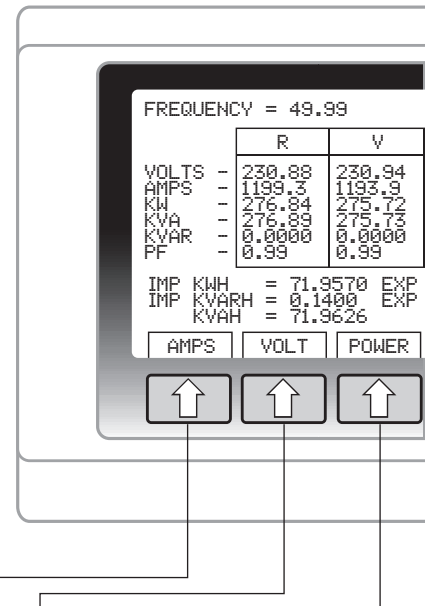 FREQUENCY = 49.99
R V
VOLTS - 230.88 230.94
AMPS - 1199.3 1193.9
KW - 276.84 275.72
KVA - 276.89 275.73
KVAR - 0.0000 0.0000
PF - 0.99 0.99
IMP KWH = 71.9570 EXP
IMP KVARH = 0.1400 EXP
KVAH = 71.9626
AMPS VOLT POWER